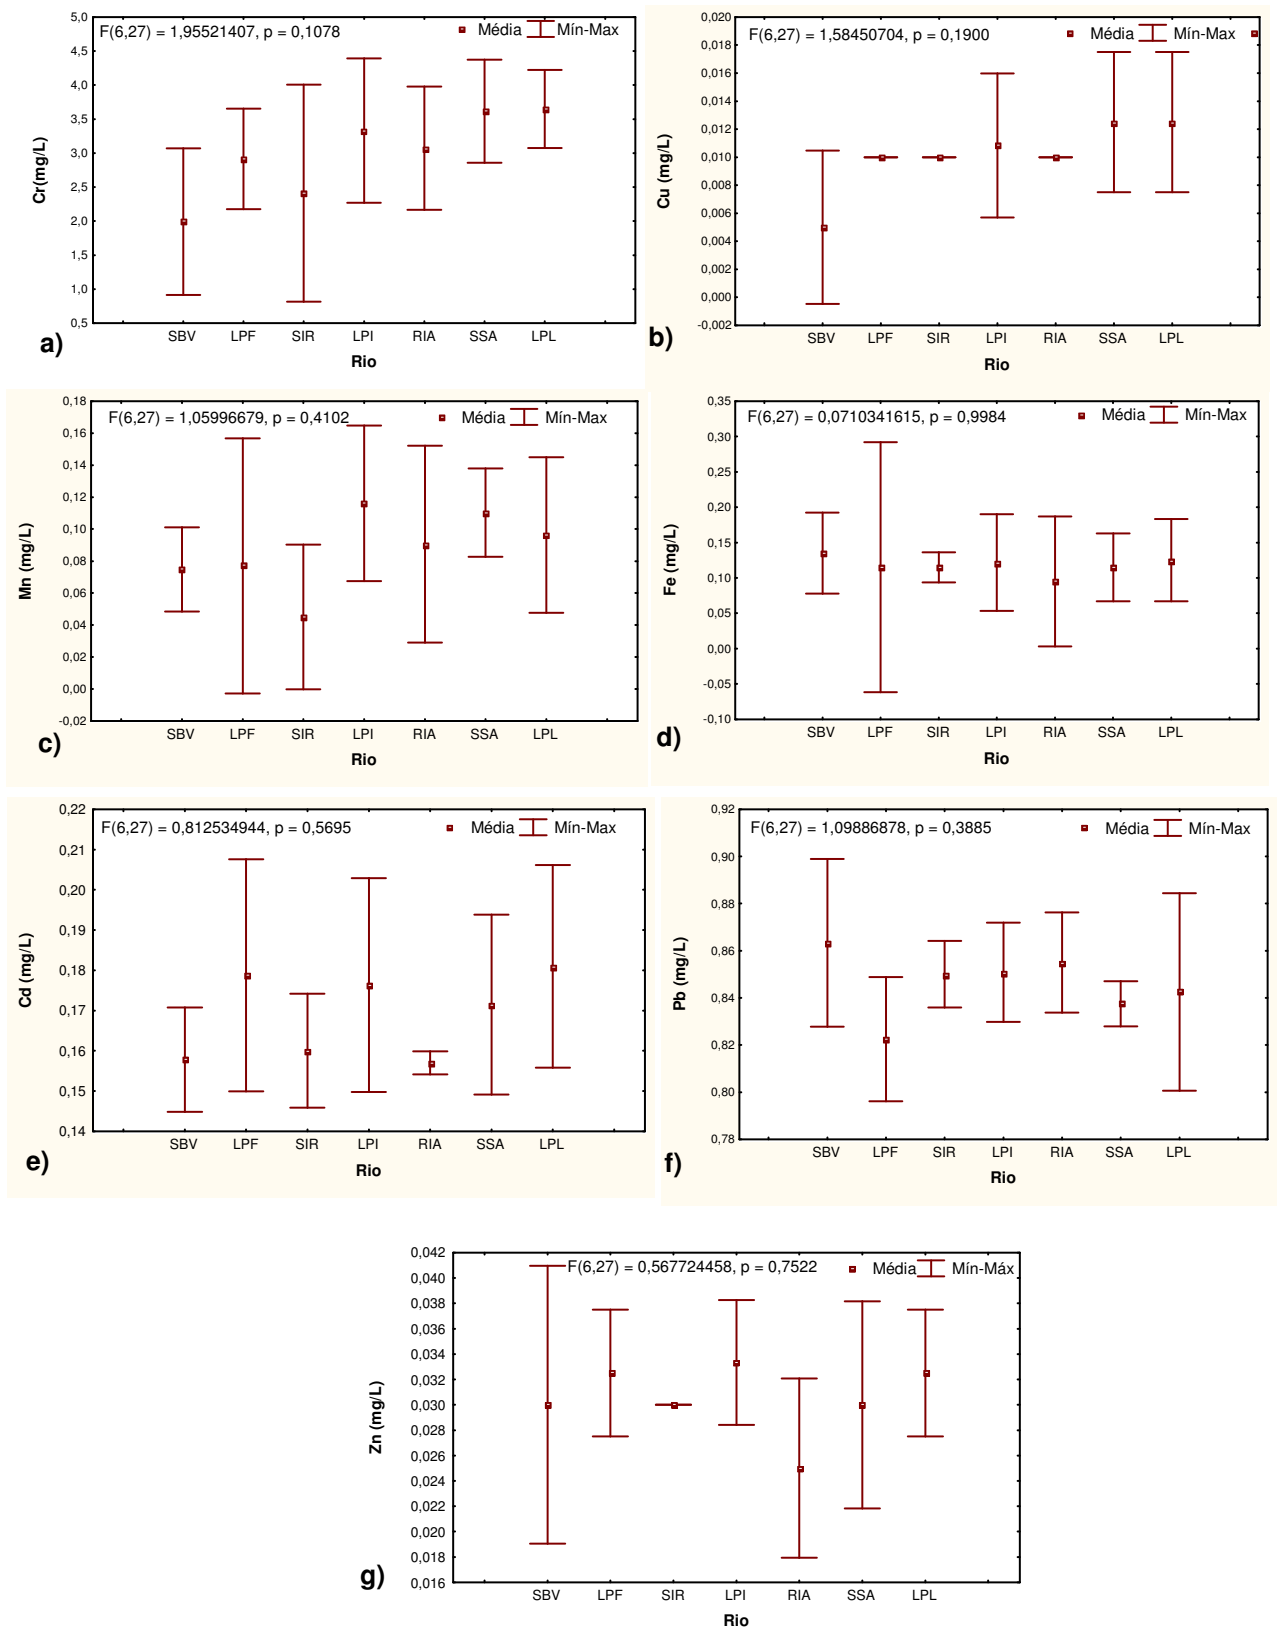 F(6,27) = 1,95521407, p = 0,1078
Média Mín-Max
Cr(mg/L)
5,0
4,5
4,0
3,5
3,0
2,5
2,0
1,5
1,0
0,5
SBV LPF SIR LPI RIA SSA LPL
Rio
a)
F(6,27) = 1,58450704, p = 0,1900
Média Mín-Max
Cu (mg/L)
0,020
0,018
0,016
0,014
0,012
0,010
0,008
0,006
0,004
0,002
0,000
-0,002
SBV LPF SIR LPI RIA SSA LPL
Rio
b)
F(6,27) = 1,05996679, p = 0,4102
Média Mín-Max
Mn (mg/L)
0,18
0,16
0,14
0,12
0,10
0,08
0,06
0,04
0,02
0,00
-0,02
SBV LPF SIR LPI RIA SSA LPL
Rio
c)
F(6,27) = 0,0710341615, p = 0,9984
Média Mín-Max
Fe (mg/L)
0,35
0,30
0,25
0,20
0,15
0,10
0,05
0,00
-0,05
-0,10
SBV LPF SIR LPI RIA SSA LPL
Rio
d)
F(6,27) = 0,812534944, p = 0,5695
Média Mín-Max
Cd (mg/L)
0,22
0,21
0,20
0,19
0,18
0,17
0,16
0,15
0,14
SBV LPF SIR LPI RIA SSA LPL
Rio
e)
F(6,27) = 1,09886878, p = 0,3885
Média Mín-Max
Pb (mg/L)
0,92
0,90
0,88
0,86
0,84
0,82
0,80
0,78
SBV LPF SIR LPI RIA SSA LPL
Rio
f)
F(6,27) = 0,567724458, p = 0,7522
Média Mín-Máx
Zn (mg/L)
0,042
0,040
0,038
0,036
0,034
0,032
0,030
0,028
0,026
0,024
0,022
0,020
0,018
0,016
SBV LPF SIR LPI RIA SSA LPL
Rio
g)